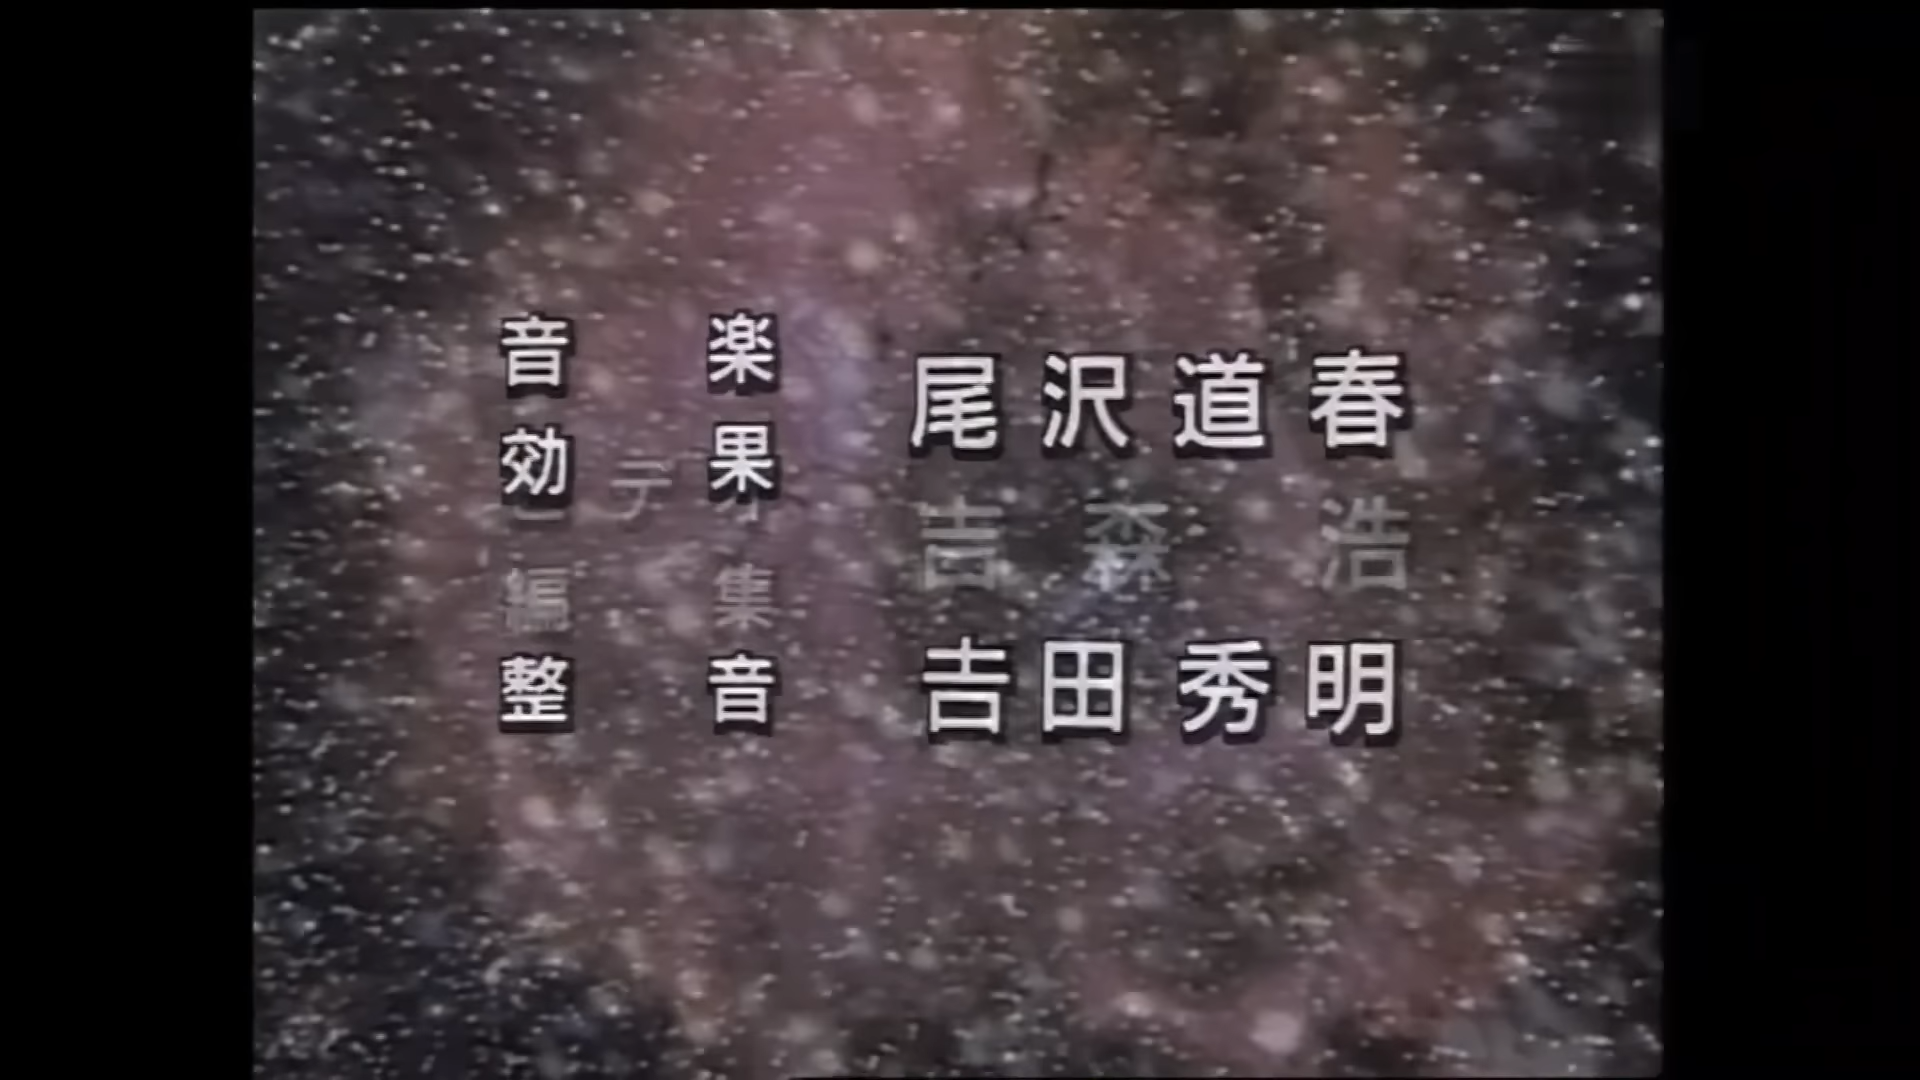 音楽
効果
尾沢道春
編集
吉森 浩
整音 吉田秀明